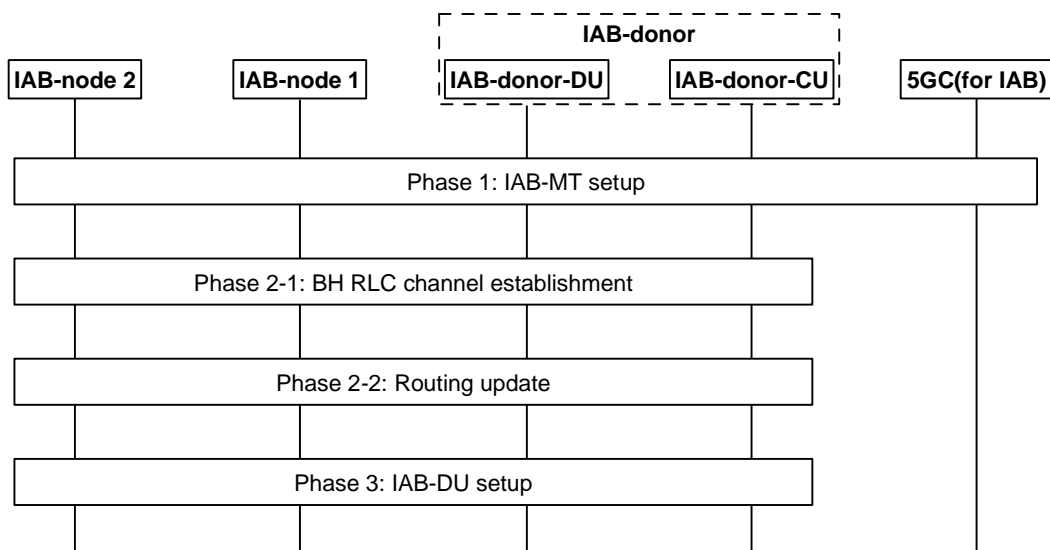 IAB-donor
IAB-node 2
IAB-node 1
IAB-donor-DU
IAB-donor-CU
5GC(for IAB)
Phase 1: IAB-MT setup
Phase 2-1: BH RLC channel establishment
Phase 2-2: Routing update
Phase 3: IAB-DU setup